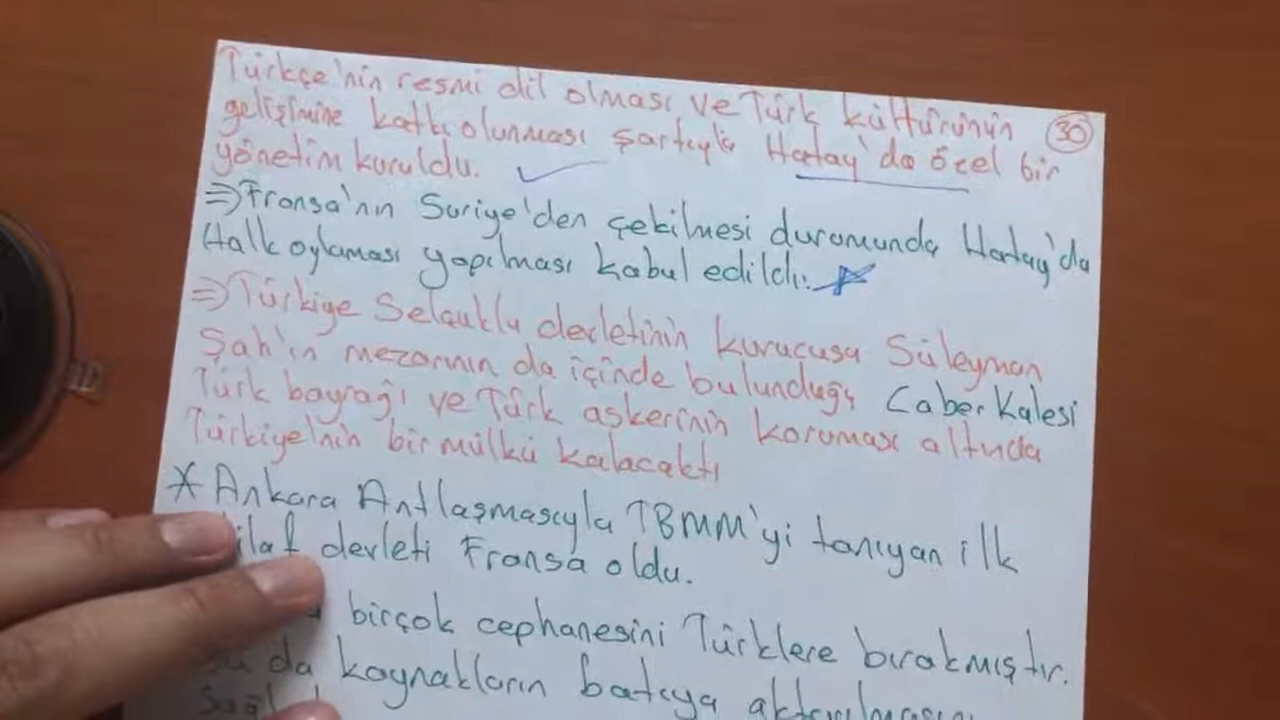 Türkçe'nin resmi dil olması ve Türk kültürünün
gelişimine katkı olunması şartıyla Hatay'da özel bir
30
yönetim kuruldu.
⇒Fransa'nın Suriye'den çekilmesi durumunda Hatay'da
Halk oylaması yapılması kabul edildi.
⇒Türkiye Selçuklu devletinin kurucusu Süleyman
Şah'ın mezarının da içinde bulunduğu Caber Kalesi
Türk bayrağı ve Türk askerinin koruması altında
Türkiye'nin bir mülkü kalacaktı
* Ankara Antlaşmasıyla TBMM'yi tanıyan ilk
devleti Fransa oldu.
birçok cephanesini Türklere bırakmıştır.
da kaynakların batıya aktarılmasını